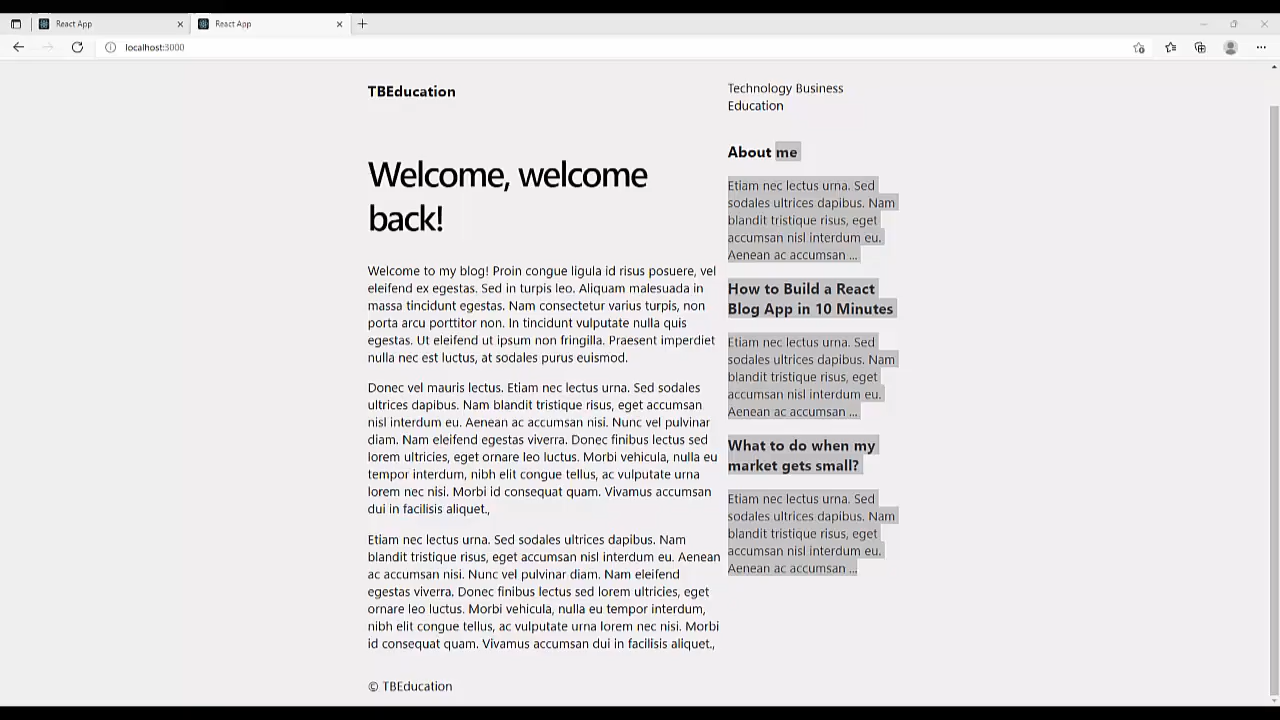 React App
React App
localhost:3000
TBEducation
Welcome, welcome
back!
Welcome to my blog! Proin congue ligula id risus posuere, vel
eleifend ex egestas. Sed in turpis leo. Aliquam malesuada in
massa tincidunt egestas. Nam consectetur varius turpis, non
porta arcu porttitor non. In tincidunt vulputate nulla quis
egestas. Ut eleifend ut ipsum non fringilla. Praesent imperdiet
nulla nec est luctus, at sodales purus euismod.
Donec vel mauris lectus. Etiam nec lectus urna. Sed sodales
ultrices dapibus. Nam blandit tristique risus, eget accumsan
nisl interdum eu. Aenean ac accumsan nisi. Nunc vel pulvinar
diam. Nam eleifend egestas viverra. Donec finibus lectus sed
lorem ultricies, eget ornare leo luctus. Morbi vehicula, nulla eu
tempor interdum, nibh elit congue tellus, ac vulputate urna
lorem nec nisi. Morbi id consequat quam. Vivamus accumsan
dui in facilisis aliquet.,
Etiam nec lectus urna. Sed sodales ultrices dapibus. Nam
blandit tristique risus, eget accumsan nisl interdum eu. Aenean
ac accumsan nisi. Nunc vel pulvinar diam. Nam eleifend
egestas viverra. Donec finibus lectus sed lorem ultricies, eget
ornare leo luctus. Morbi vehicula, nulla eu tempor interdum,
nibh elit congue tellus, ac vulputate urna lorem nec nisi. Morbi
id consequat quam. Vivamus accumsan dui in facilisis aliquet.,
© TBEducation
Technology Business
Education
About me
Etiam nec lectus urna. Sed
sodales ultrices dapibus. Nam
blandit tristique risus, eget
accumsan nisl interdum eu.
Aenean ac accumsan ...
How to Build a React
Blog App in 10 Minutes
Etiam nec lectus urna. Sed
sodales ultrices dapibus. Nam
blandit tristique risus, eget
accumsan nisl interdum eu.
Aenean ac accumsan ...
What to do when my
market gets small?
Etiam nec lectus urna. Sed
sodales ultrices dapibus. Nam
blandit tristique risus, eget
accumsan nisl interdum eu.
Aenean ac accumsan ...